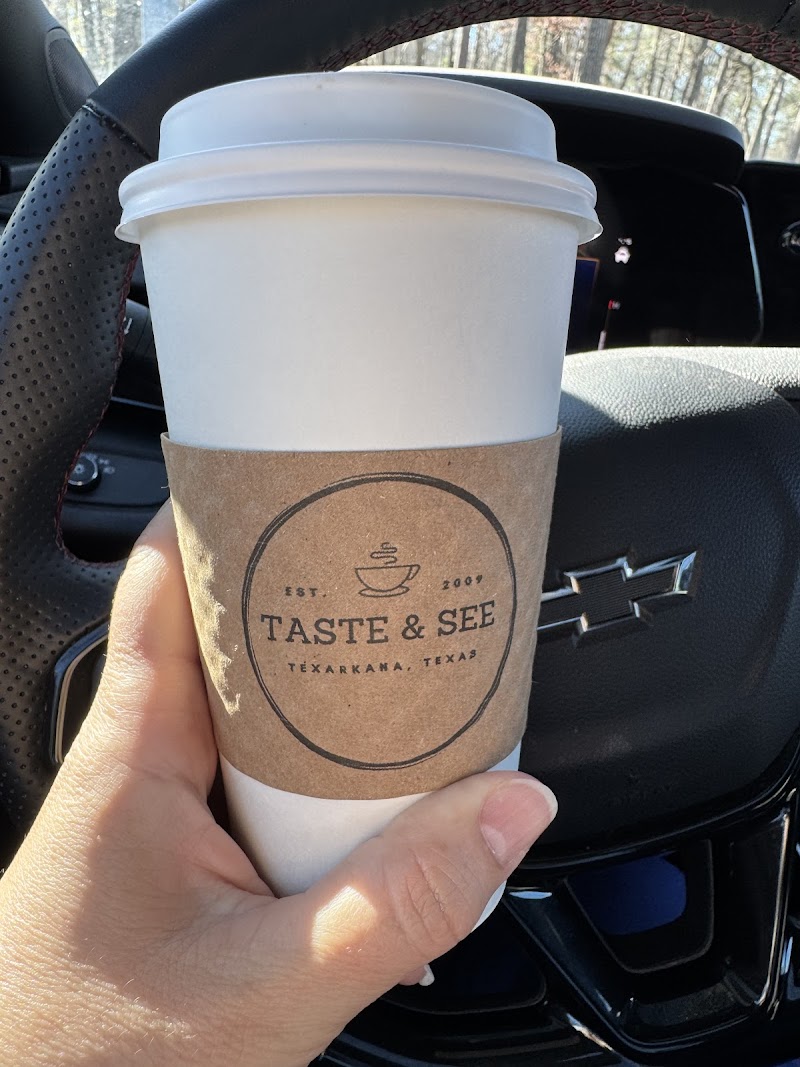 EST. 2009
TASTE & SEE
TEXARKANA, TEXAS